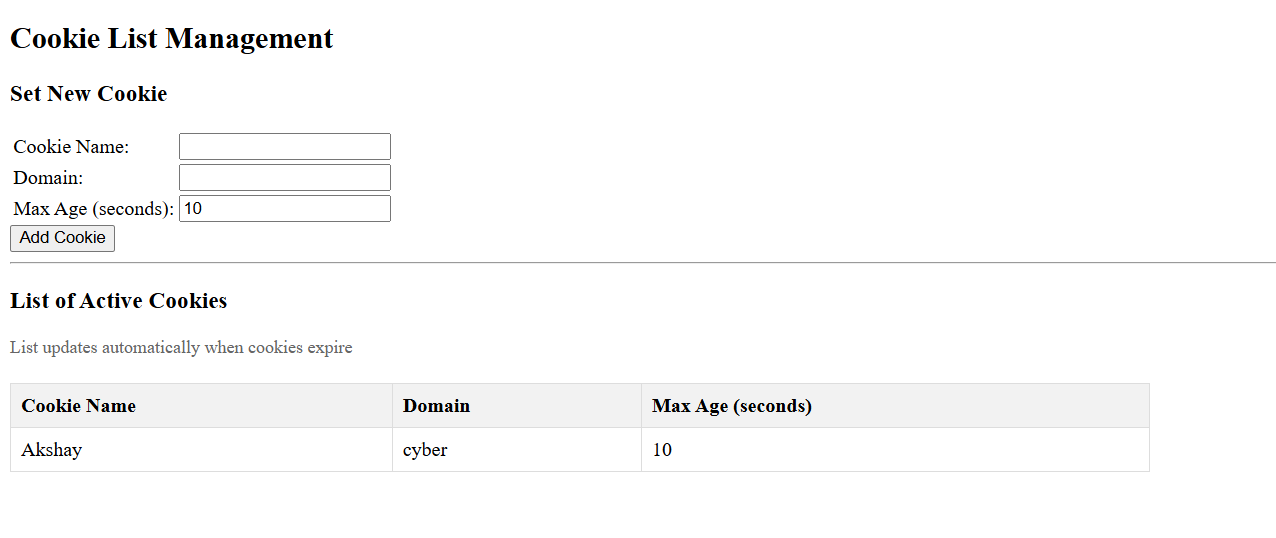 Cookie List Management
Set New Cookie
Cookie Name:
Domain:
Max Age (seconds): 10
Add Cookie
List of Active Cookies
List updates automatically when cookies expire
Cookie Name Domain Max Age (seconds)
Akshay cyber 10